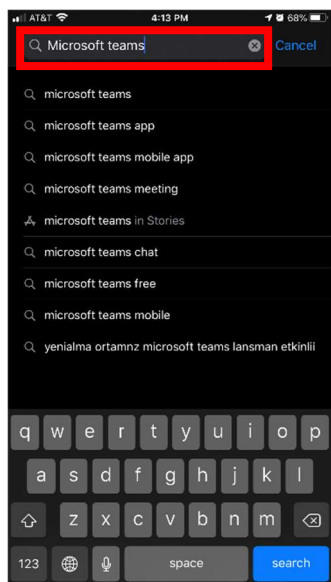 AT&T 4:13 PM 68%
Microsoft teams Cancel
microsoft teams
microsoft teams app
microsoft teams mobile app
microsoft teams meeting
microsoft teams in Stories
microsoft teams chat
microsoft teams free
microsoft teams mobile
yenialma ortamnz microsoft teams lansman etkinlii
q w e r t y u i o p
a s d f g h j k l
z x c v b n m
123 space search